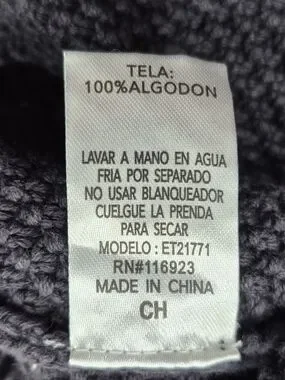 TELA:
100%ALGODON
LAVAR A MANO EN AGUA
FRIA POR SEPARADO
NO USAR BLANQUEADOR
CUELGUE LA PRENDA
PARA SECAR
MODELO : ET21771
RN#116923
MADE IN CHINA
CH